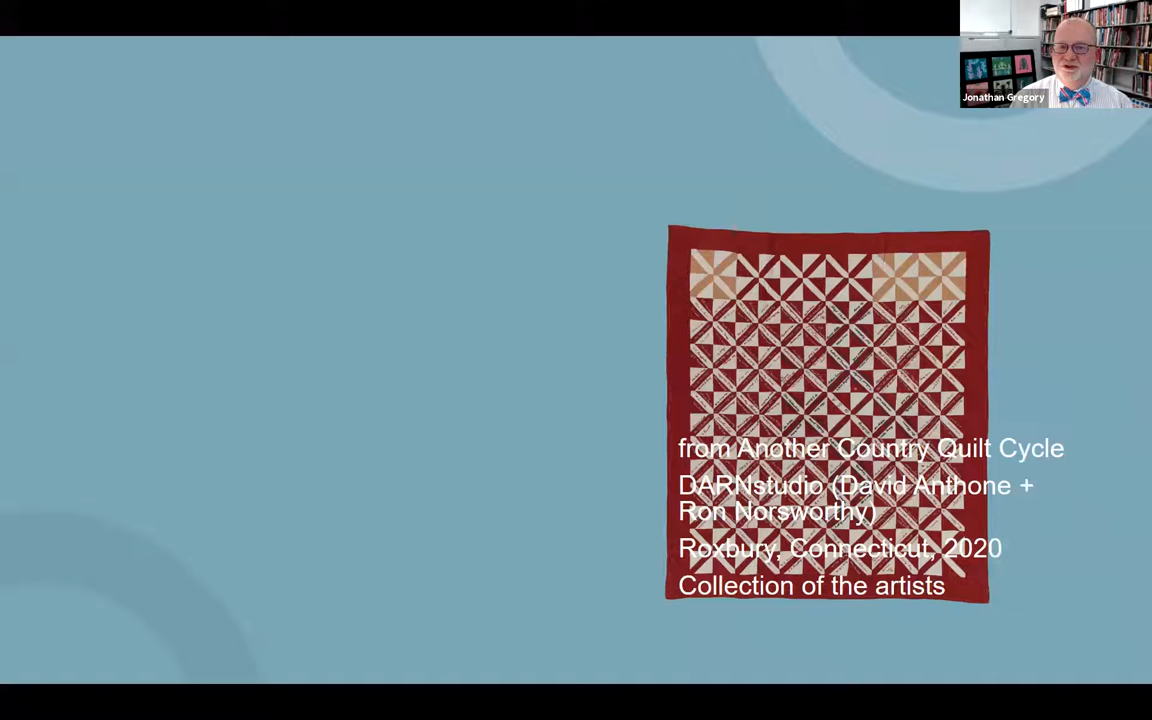 Jonathan Gregory
from Another Country Quilt Cycle
DARNstudio (David Anthone +
Ron Norsworthy)
Roxbury, Connecticut, 2020
Collection of the artists